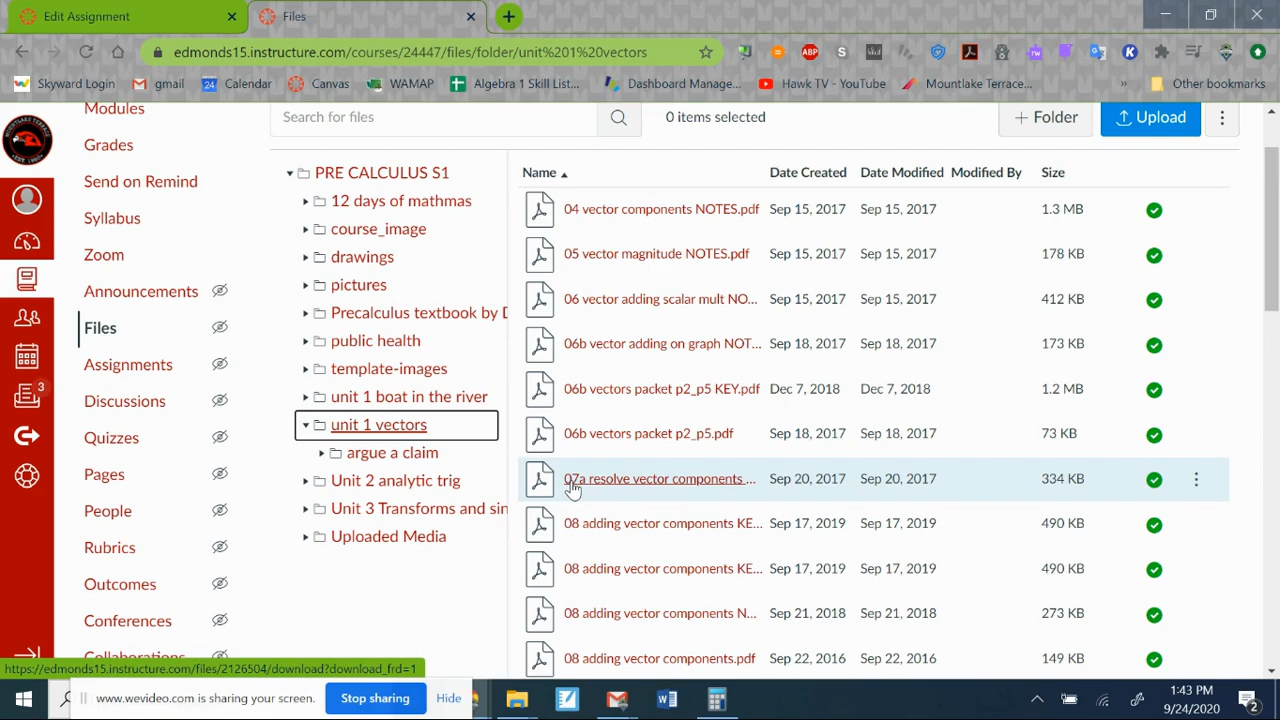 Edit Assignment
Files
edmonds15.instructure.com/courses/24447/files/folder/unit%201%20vectors
ABP
S
rw
K
Skyward Login
gmail
24
Calendar
Canvas
WAMAP
Algebra 1 Skill List...
Dashboard Manage...
Hawk TV - YouTube
Mountlake Terrace...
»
Other bookmarks
Modules
Grades
Send on Remind
Syllabus
Zoom
Announcements
Files
Assignments
Discussions
Quizzes
Pages
People
Rubrics
Outcomes
Conferences
Collaborations
3
Search for files
0 items selected
+ Folder
Upload
PRE CALCULUS S1
12 days of mathmas
course_image
drawings
pictures
Precalculus textbook by D
public health
template-images
unit 1 boat in the river
unit 1 vectors
argue a claim
Unit 2 analytic trig
Unit 3 Transforms and sin
Uploaded Media
Name Date Created Date Modified Modified By Size
04 vector components NOTES.pdf Sep 15, 2017 Sep 15, 2017 1.3 MB
05 vector magnitude NOTES.pdf Sep 15, 2017 Sep 15, 2017 178 KB
06 vector adding scalar mult NO... Sep 15, 2017 Sep 15, 2017 412 KB
06b vector adding on graph NOT... Sep 18, 2017 Sep 18, 2017 173 KB
06b vectors packet p2_p5 KEY.pdf Dec 7, 2018 Dec 7, 2018 1.2 MB
06b vectors packet p2_p5.pdf Sep 18, 2017 Sep 18, 2017 73 KB
07a resolve vector components ... Sep 20, 2017 Sep 20, 2017 334 KB
08 adding vector components KE... Sep 17, 2019 Sep 17, 2019 490 KB
08 adding vector components KE... Sep 17, 2019 Sep 17, 2019 490 KB
08 adding vector components N... Sep 21, 2018 Sep 21, 2018 273 KB
08 adding vector components.pdf Sep 22, 2016 Sep 22, 2016 149 KB
https://edmonds15.instructure.com/files/2126504/download?download_frd=1
www.wevideo.com is sharing your screen.
Stop sharing
Hide
1:43 PM
9/24/2020
2